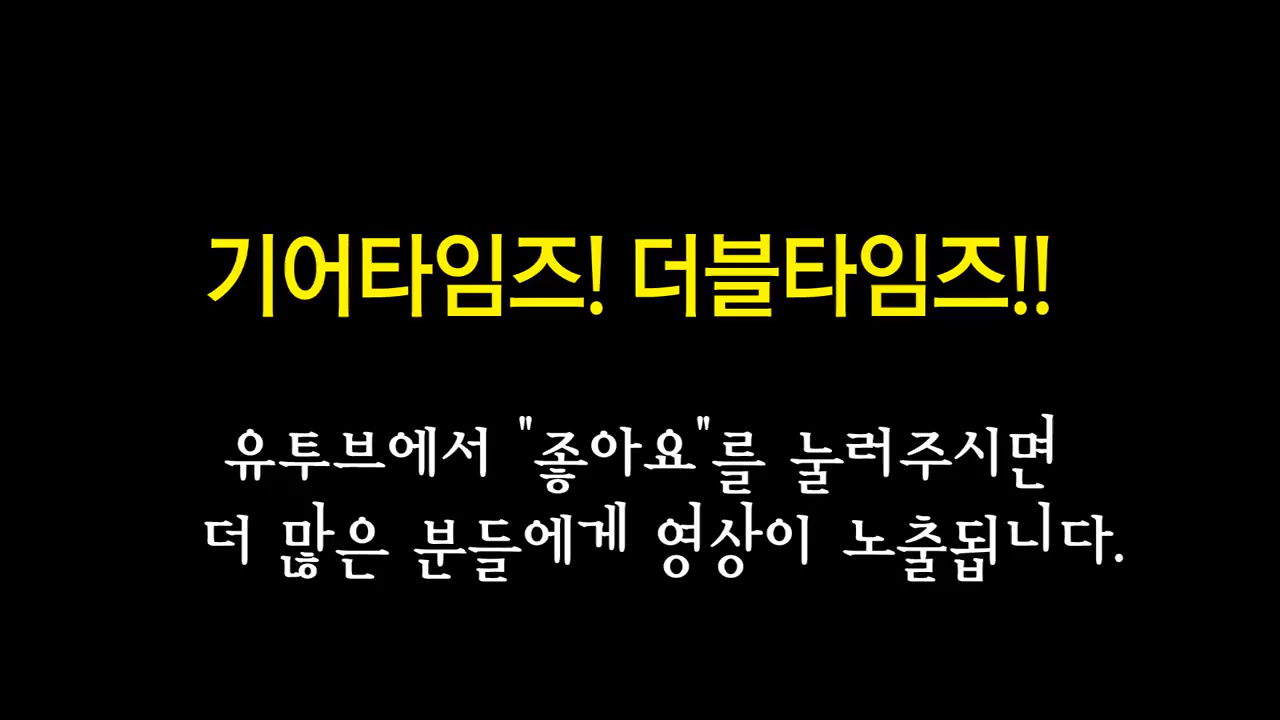 기어타임즈! 더블타임즈!!
유투브에서 "좋아요"를 눌러주시면
더 많은 분들에게 영상이 노출됩니다.